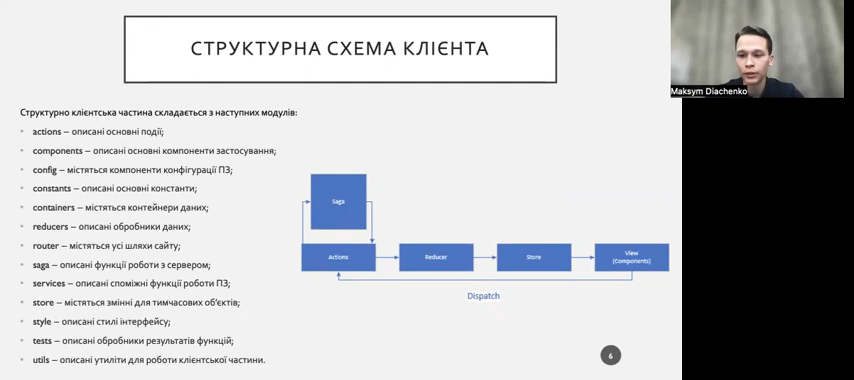 СТРУКТУРНА СХЕМА КЛІЄНТА
Maksym Diachenko
Структурно клієнтська частина складається з наступних модулів:
• actions – описані основні події;
• components – описані основні компоненти застосування;
• config – містяться компоненти конфігурації ПЗ;
• constants – описані основні константи;
• containers – містяться контейнери даних;
• reducers – описані обробники даних;
• router – містяться усі шляхи сайту;
• saga – описані функції роботи з сервером;
• services – описані споміжні функції роботи ПЗ;
• store – містяться змінні для тимчасових об'єктів;
• style – описані стилі інтерфейсу;
• tests – описані обробники результатів функцій;
• utils – описані утиліти для роботи клієнтської частини.
Saga
Actions
Reducer
Store
View
(Components)
Dispatch
6